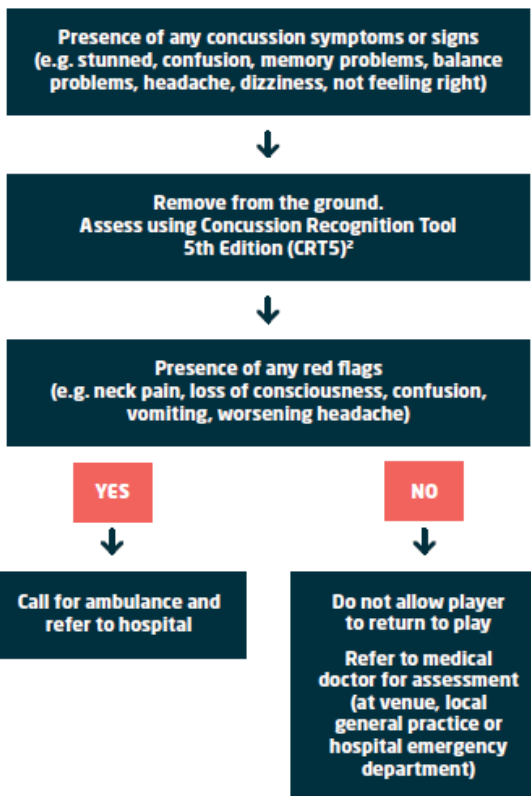 Presence of any concussion symptoms or signs
(e.g. stunned, confusion, memory problems, balance
problems, headache, dizziness, not feeling right)
Remove from the ground.
Assess using Concussion Recognition Tool
5th Edition (CRT5)²
Presence of any red flags
(e.g. neck pain, loss of consciousness, confusion,
vomiting, worsening headache)
YES
NO
Call for ambulance and
refer to hospital
Do not allow player
to return to play
Refer to medical
doctor for assessment
(at venue, local
general practice or
hospital emergency
department)